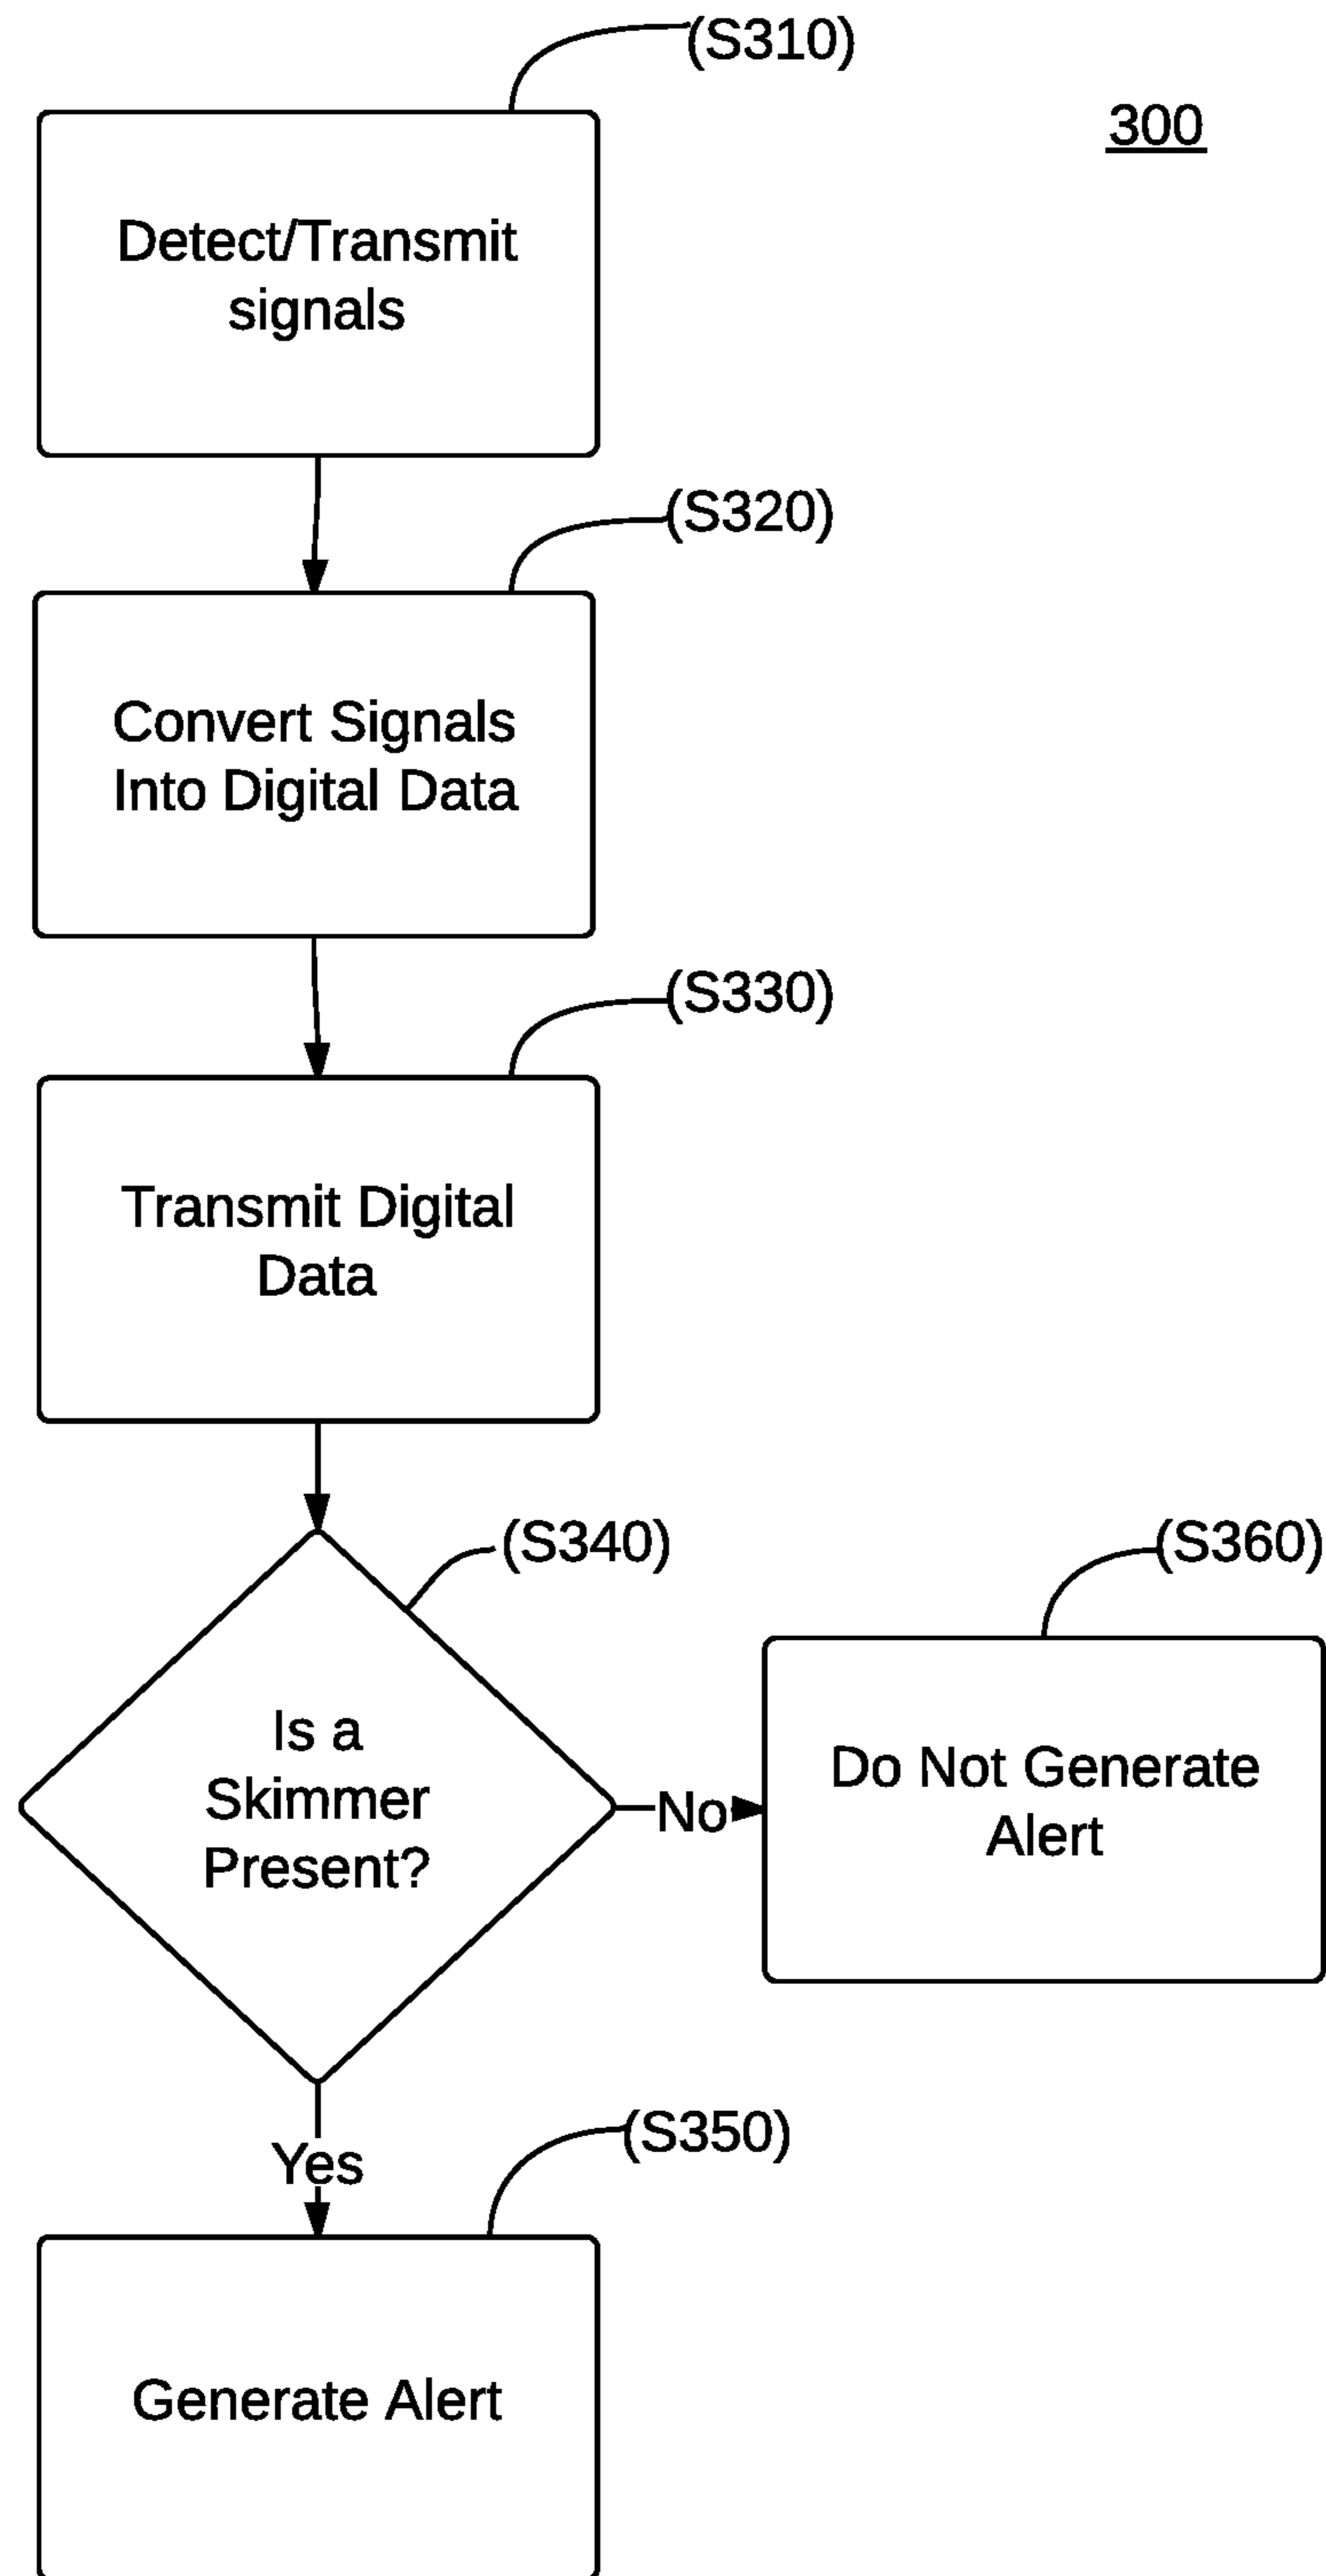 (S310)
300
Detect/Transmit
signals
(S320)
Convert Signals
Into Digital Data
(S330)
Transmit Digital
Data
(S340)
(S360)
Is a
Skimmer
Present?
No
Do Not Generate
Alert
(S350)
Yes
Generate Alert